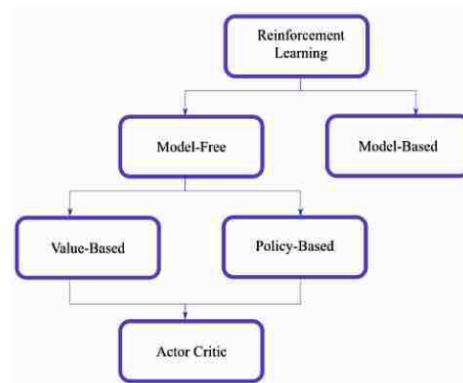 Reinforcement
Learning
Model-Free
Model-Based
Value-Based
Policy-Based
Actor Critic